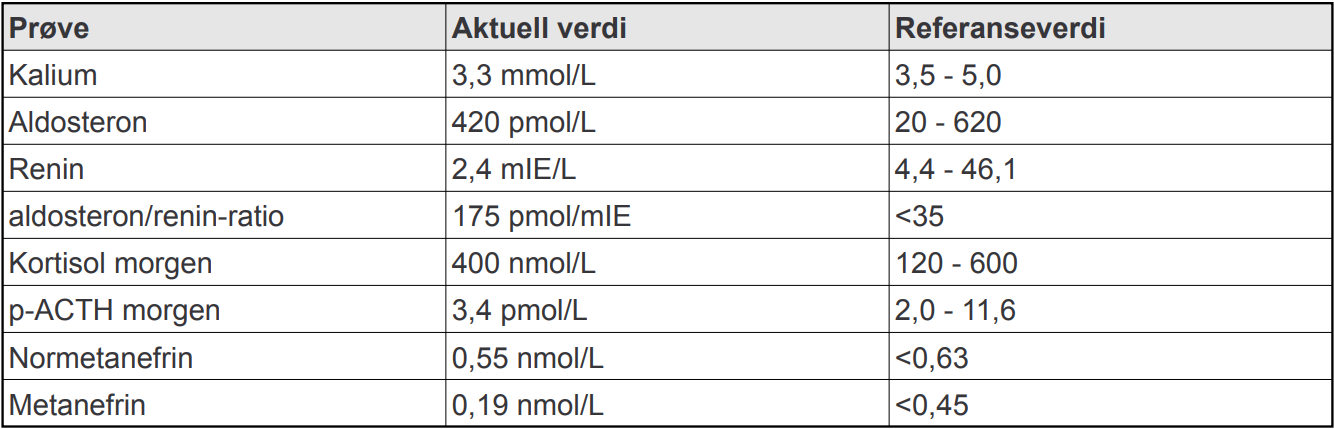 Prøve Aktuell verdi Referanseverdi
Kalium 3,3 mmol/L 3,5 - 5,0
Aldosteron 420 pmol/L 20 - 620
Renin 2,4 mIE/L 4,4 - 46,1
aldosteron/renin-ratio 175 pmol/mIE <35
Kortisol morgen 400 nmol/L 120 - 600
p-ACTH morgen 3,4 pmol/L 2,0 - 11,6
Normetanefrin 0,55 nmol/L <0,63
Metanefrin 0,19 nmol/L <0,45